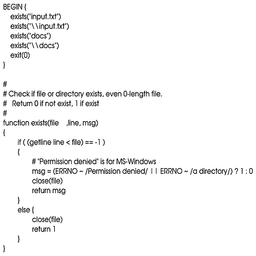 BEGIN {
exists("input.txt")
exists("\\input.txt")
exists("docs")
exists("\\docs")
exit(0)
}
#
# Check if file or directory exists, even 0-length file.
# Return 0 if not exist, 1 if exist
#
function exists(file ,line, msg)
{
if ( (getline line < file) == -1 )
{
# "Permission denied" is for MS-Windows
msg = (ERRNO ~ /Permission denied/ || ERRNO ~ /a directory/) ? 1 : 0
close(file)
return msg
}
else {
close(file)
return 1
}
}